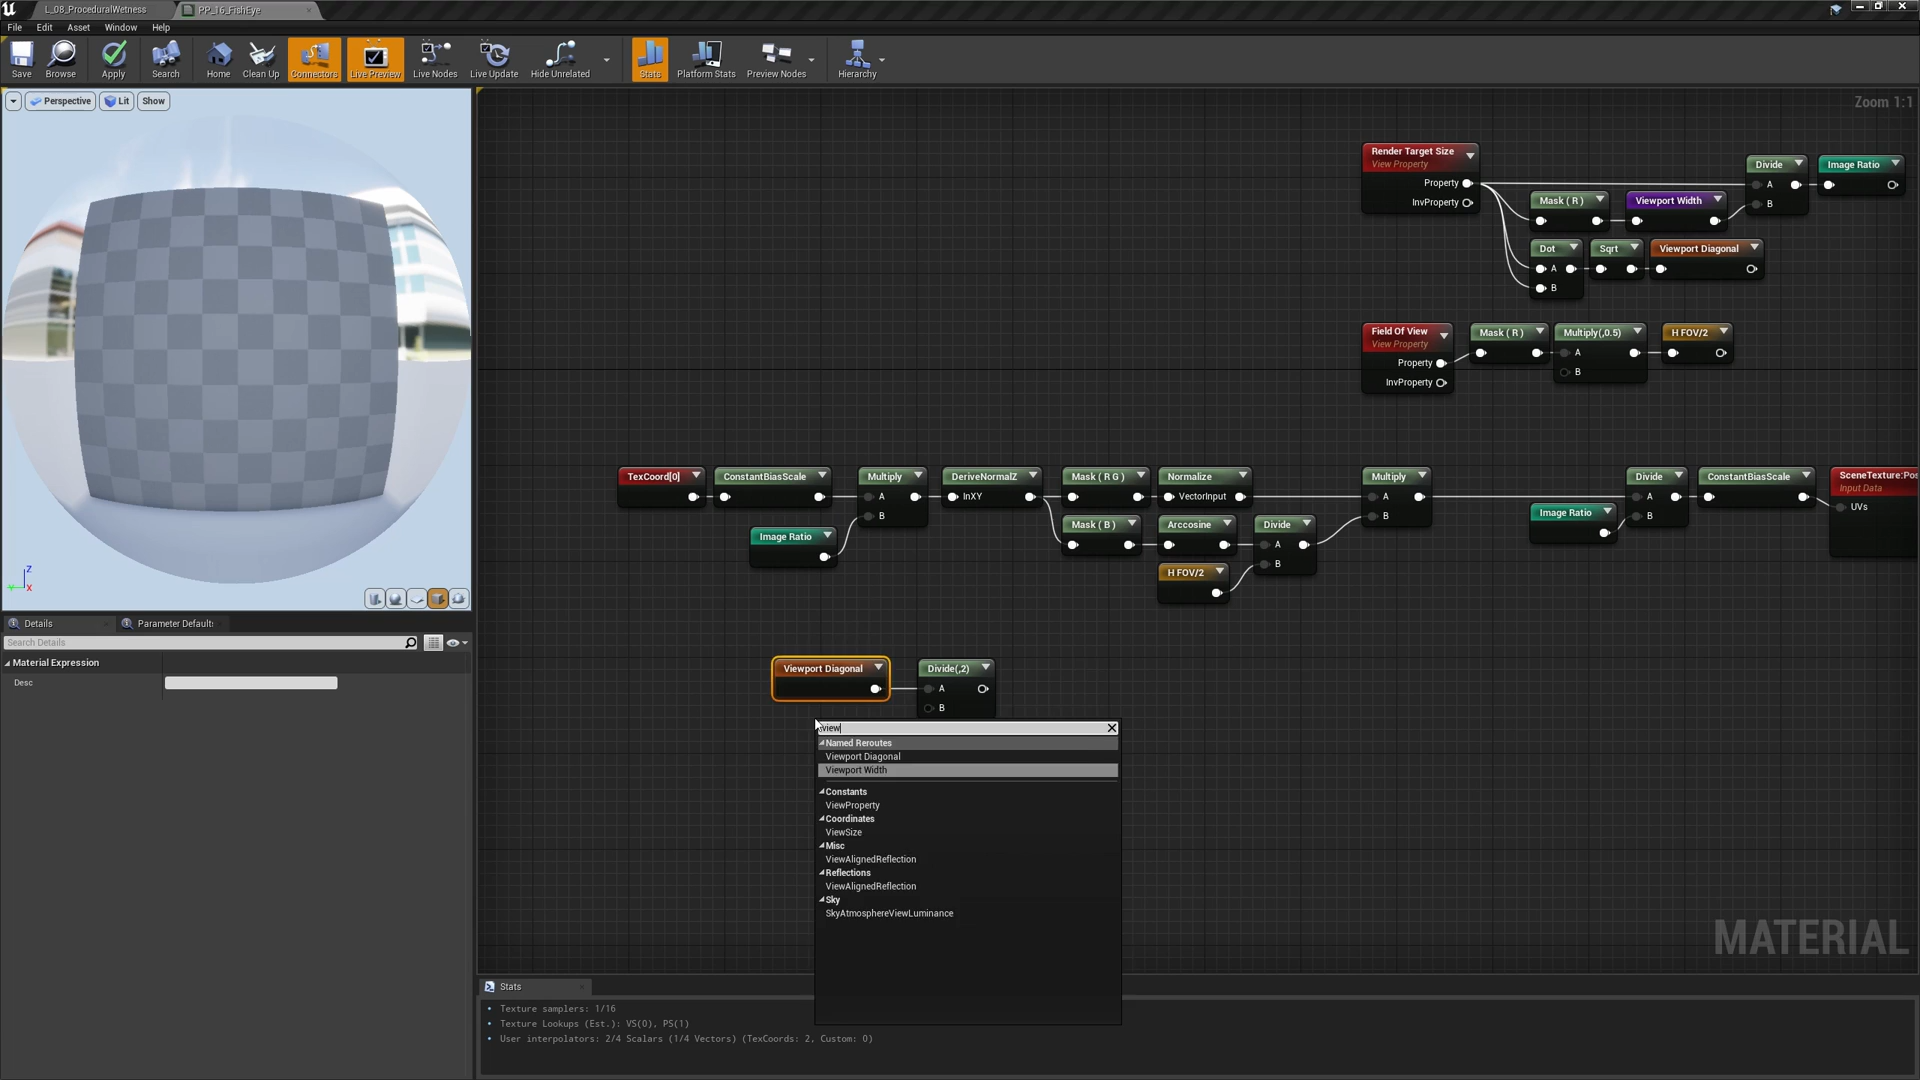 L_08_ProceduralWetness
PP_16_FishEye
File Edit Asset Window Help
Save Browse Apply Search Home Clean Up Connectors Live Preview Live Nodes Live Update Hide Unrelated Stats Platform Stats Preview Nodes Hierarchy
Perspective Lit Show
Zoom 1:1
Render Target Size
View Property
Property
InvProperty
Mask ( R )
Viewport Width
Divide
A
B
Image Ratio
Dot
A
B
Sqrt
Viewport Diagonal
Field Of View
View Property
Property
InvProperty
Mask ( R )
Multiply(,0.5)
A
B
H FOV/2
TexCoord[0]
ConstantBiasScale
Multiply
A
B
Image Ratio
DeriveNormalZ
InXY
Mask ( R G )
Normalize
VectorInput
Mask ( B )
Arccosine
Divide
A
B
H FOV/2
Multiply
A
B
Image Ratio
Divide
A
B
ConstantBiasScale
SceneTexture:Pos
Input Data
UVs
Z
Y
X
Details
Parameter Defaults
Search Details
Material Expression
Desc
Viewport Diagonal
Divide(,2)
A
B
view
Named Reroutes
Viewport Diagonal
Viewport Width
Constants
ViewProperty
Coordinates
ViewSize
Misc
ViewAlignedReflection
Reflections
ViewAlignedReflection
Sky
SkyAtmosphereViewLuminance
MATERIAL
Stats
Texture samplers: 1/16
Texture Lookups (Est.): VS(0), PS(1)
User interpolators: 2/4 Scalars (1/4 Vectors) (TexCoords: 2, Custom: 0)